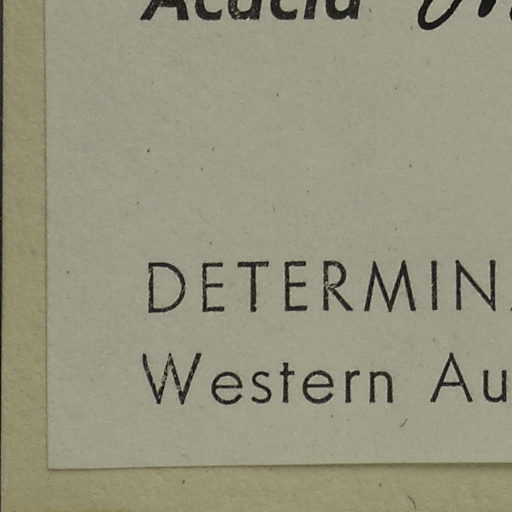 Acacia
DETERMIN
Western Au